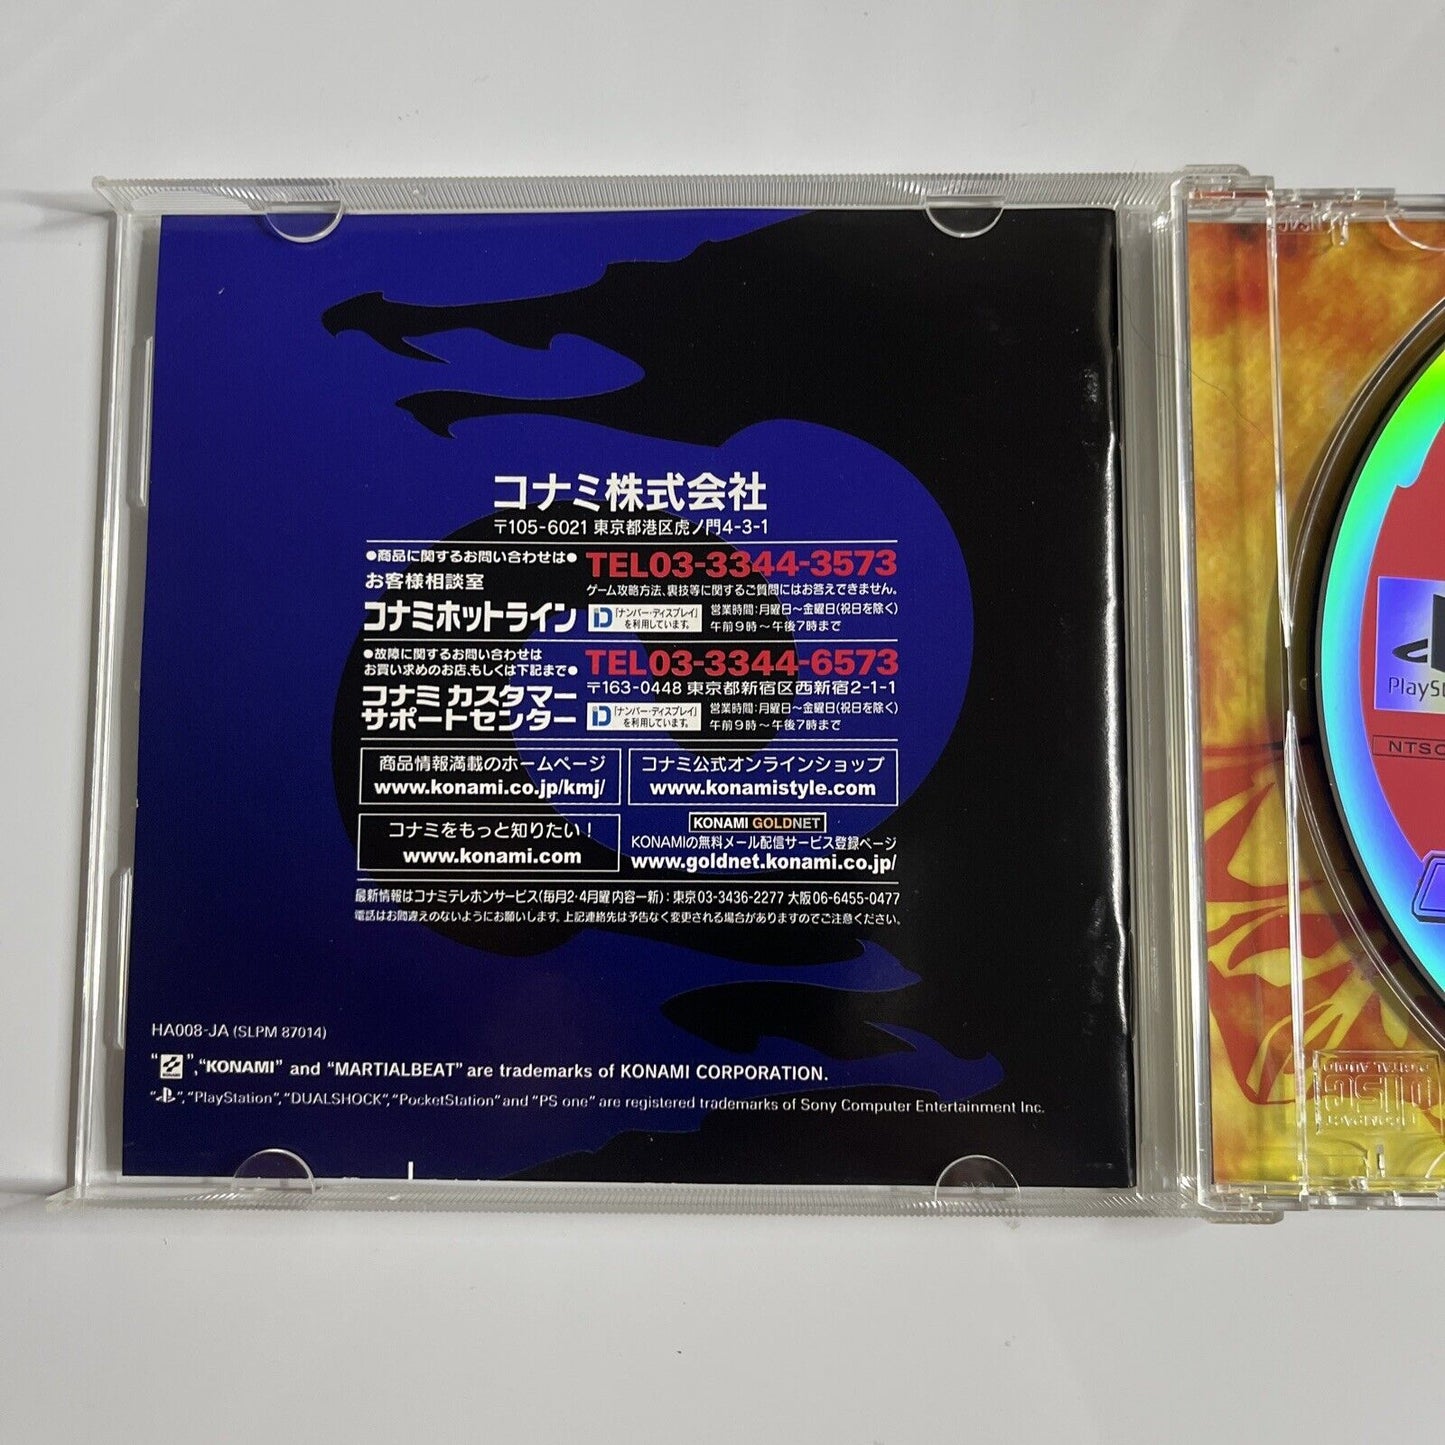 コナミ株式会社
〒105-6021 東京都港区虎ノ門4-3-1
●商品に関するお問い合わせは●
お客様相談室
コナミホットライン
TEL03-3344-3573
ゲーム攻略方法、裏技等に関するご質問にはお答えできません。
「ナンバー・ディスプレイ」
を利用しています。
営業時間：月曜日～金曜日(祝日を除く)
午前9時～午後7時まで
●故障に関するお問い合わせは
お買い求めのお店、もしくは下記まで●
コナミ カスタマー
サポートセンター
TEL03-3344-6573
〒163-0448 東京都新宿区西新宿2-1-1
「ナンバー・ディスプレイ」
を利用しています。
営業時間：月曜日～金曜日(祝日を除く)
午前9時～午後7時まで
商品情報満載のホームページ
www.konami.co.jp/kmj/
コナミ公式オンラインショップ
www.konamistyle.com
コナミをもっと知りたい！
www.konami.com
KONAMI GOLDNET
KONAMIの無料メール配信サービス登録ページ
www.goldnet.konami.co.jp/
最新情報はコナミテレホンサービス(毎月2・4月曜 内容一新)：東京03-3436-2277 大阪06-6455-0477
電話はお間違えのないようにお願いします。上記連絡先は予告なく変更される場合がありますのでご注意ください。
HA008-JA (SLPM 87014)
"KONAMI","KONAMI" and "MARTIALBEAT" are trademarks of KONAMI CORPORATION.
"","PlayStation","DUALSHOCK","PocketStation" and "PS one" are registered trademarks of Sony Computer Entertainment Inc.
PlayS
NTSC
COMPACT
DISC
DIGITAL AUDIO